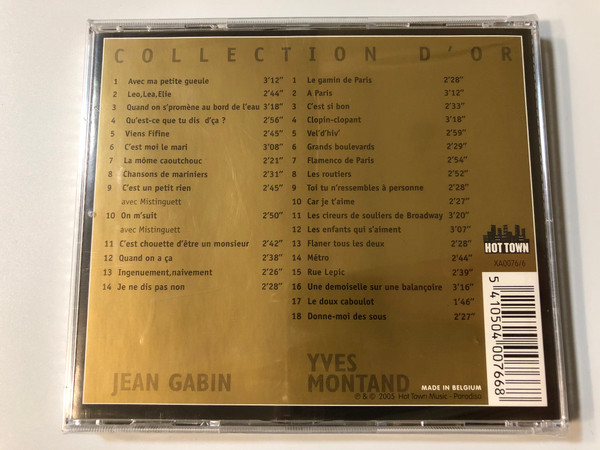 COLLECTION D'OR
1 Avec ma petite gueule 3'12"
2 Leo,Lea,Elie 2'44"
3 Quand on s'promène au bord de l'eau 3'18"
4 Qu'est-ce que tu dis d'ça ? 2'56"
5 Viens Fifine 2'45"
6 C'est moi le mari 3'08"
7 La môme caoutchouc 2'21"
8 Chansons de mariniers 2'31"
9 C'est un petit rien 2'45"
avec Mistinguett
10 On m'suit 2'50"
avec Mistinguett
11 C'est chouette d'être un monsieur 2'42"
12 Quand on a ça 2'38"
13 Ingenuement,naivement 2'26"
14 Je ne dis pas non 2'28"
JEAN GABIN
1 Le gamin de Paris 2'28"
2 A Paris 3'12"
3 C'est si bon 2'33"
4 Clopin-clopant 3'18"
5 Vel'd'hiv' 2'59"
6 Grands boulevards 2'29"
7 Flamenco de Paris 2'54"
8 Les routiers 2'52"
9 Toi tu n'ressembles à personne 2'28"
10 Car je t'aime 2'27"
11 Les cireurs de souliers de Broadway 3'20"
12 Les enfants qui s'aiment 3'07"
13 Flaner tous les deux 2'28"
14 Métro 2'44"
15 Rue Lepic 2'39"
16 Une demoiselle sur une balançoire 3'16"
17 Le doux caboulot 1'46"
18 Donne-moi des sous 2'27"
YVES
MONTAND
HOT TOWN
XA0076/6
5 410504 007668
MADE IN BELGIUM
℗ & © 2005 Hot Town Music - Paradiso